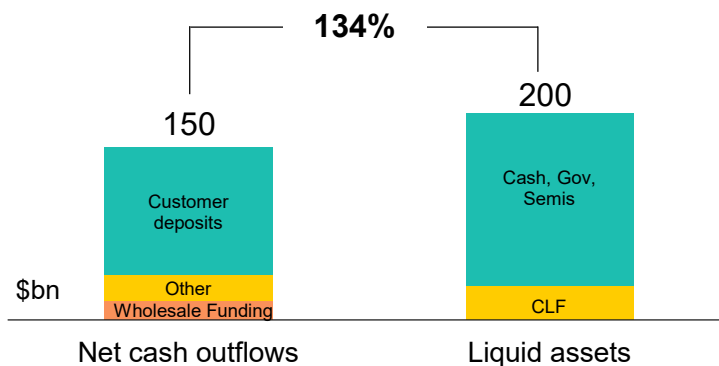 134%
150
200
Customer
deposits
Cash, Gov,
Semis
$bn
Other
Wholesale Funding
CLF
Net cash outflows
Liquid assets